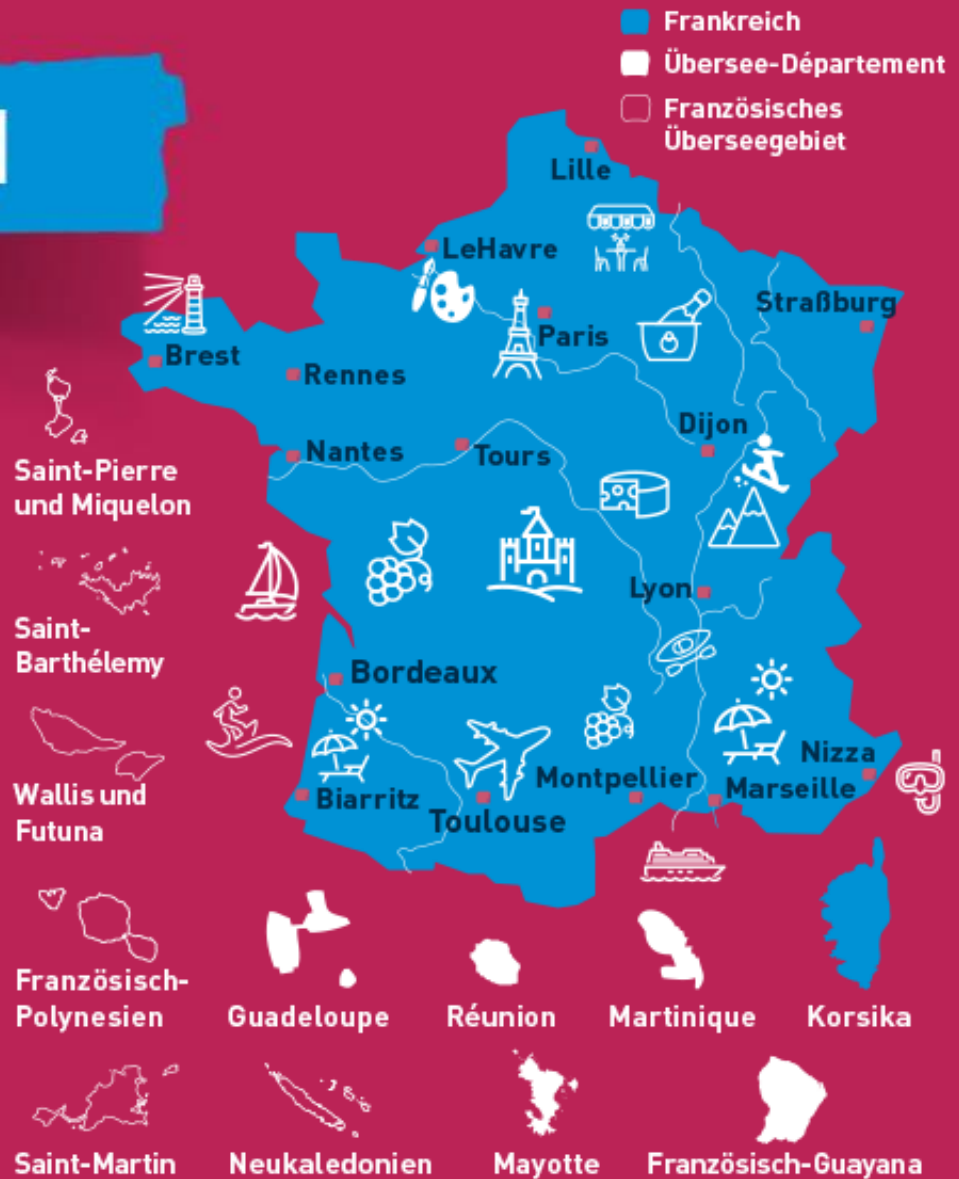 Frankreich
Übersee-Département
Französisches
Überseegebiet
Lille
LeHavre
Straßburg
Paris
Brest
Rennes
Dijon
Nantes
Tours
Saint-Pierre
und Miquelon
Lyon
Saint-
Barthélemy
Bordeaux
Nizza
Montpellier
Marseille
Biarritz
Toulouse
Wallis und
Futuna
Französisch-
Polynesien
Guadeloupe
Réunion
Martinique
Korsika
Saint-Martin
Neukaledonien
Mayotte
Französisch-Guayana